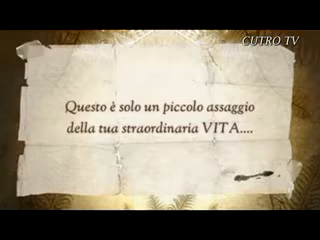 CUTRO TV
Questo è solo un piccolo assaggio
della tua straordinaria VITA....